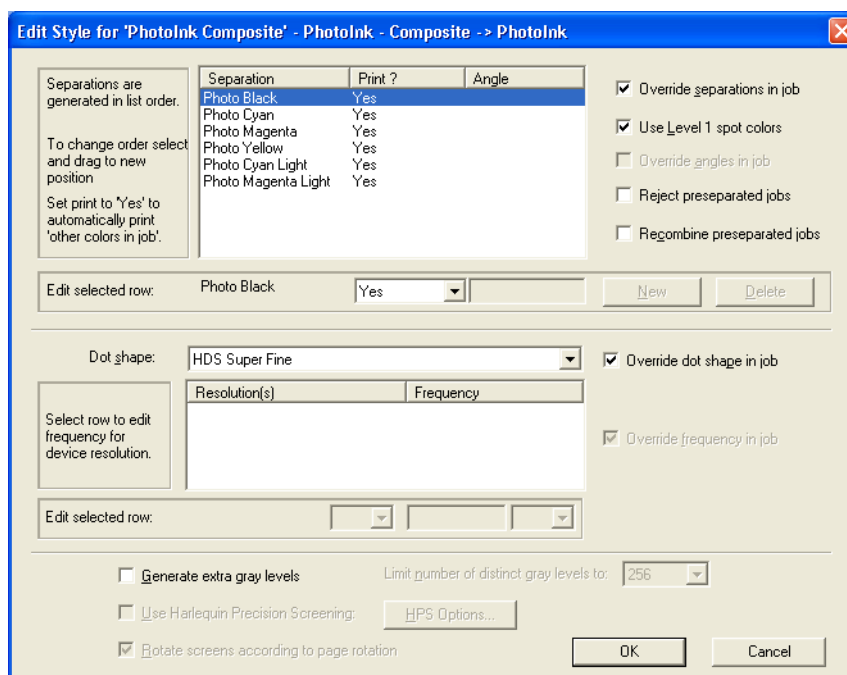 Edit Style for 'PhotoInk Composite' - PhotoInk - Composite -> PhotoInk
Separations are
generated in list order.
To change order select
and drag to new
position
Set print to 'Yes' to
automatically print
'other colors in job'.
Separation Print ? Angle
Photo Black Yes
Photo Cyan Yes
Photo Magenta Yes
Photo Yellow Yes
Photo Cyan Light Yes
Photo Magenta Light Yes
Override separations in job
Use Level 1 spot colors
Override angles in job
Reject preseparated jobs
Recombine preseparated jobs
Edit selected row: Photo Black Yes New Delete
Dot shape: HDS Super Fine Override dot shape in job
Resolution(s) Frequency
Select row to edit
frequency for
device resolution.
Override frequency in job
Edit selected row:
Generate extra gray levels Limit number of distinct gray levels to: 256
Use Harlequin Precision Screening: HPS Options...
Rotate screens according to page rotation
OK Cancel